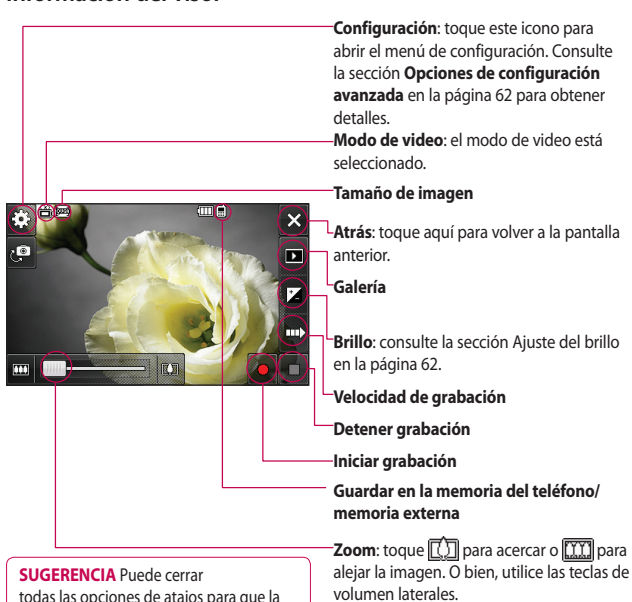 Configuración: toque este icono para
abrir el menú de configuración. Consulte
la sección Opciones de configuración
avanzada en la página 62 para obtener
detalles.
Modo de video: el modo de video está
seleccionado.
Tamaño de imagen
Atrás: toque aquí para volver a la pantalla
anterior.
Galería
Brillo: consulte la sección Ajuste del brillo
en la página 62.
Velocidad de grabación
Detener grabación
Iniciar grabación
Guardar en la memoria del teléfono/
memoria externa
Zoom: toque para acercar o para
alejar la imagen. O bien, utilice las teclas de
volumen laterales.
SUGERENCIA Puede cerrar
todas las opciones de atajos para que la